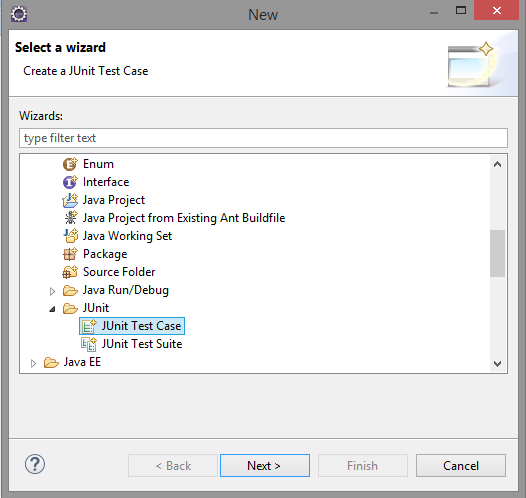 New
Select a wizard
Create a JUnit Test Case
Wizards:
type filter text
Enum
Interface
Java Project
Java Project from Existing Ant Buildfile
Java Working Set
Package
Source Folder
Java Run/Debug
JUnit
JUnit Test Case
JUnit Test Suite
Java EE
? < Back Next > Finish Cancel